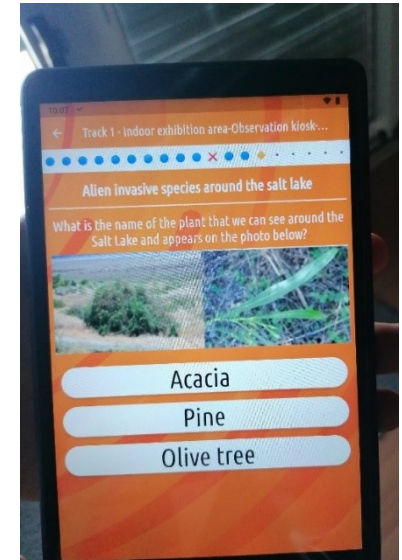 10:07
← Track 1 - Indoor exhibition area-Observation kiosk-...
Alien invasive species around the salt lake
What is the name of the plant that we can see around the
Salt Lake and appears on the photo below?
Acacia
Pine
Olive tree